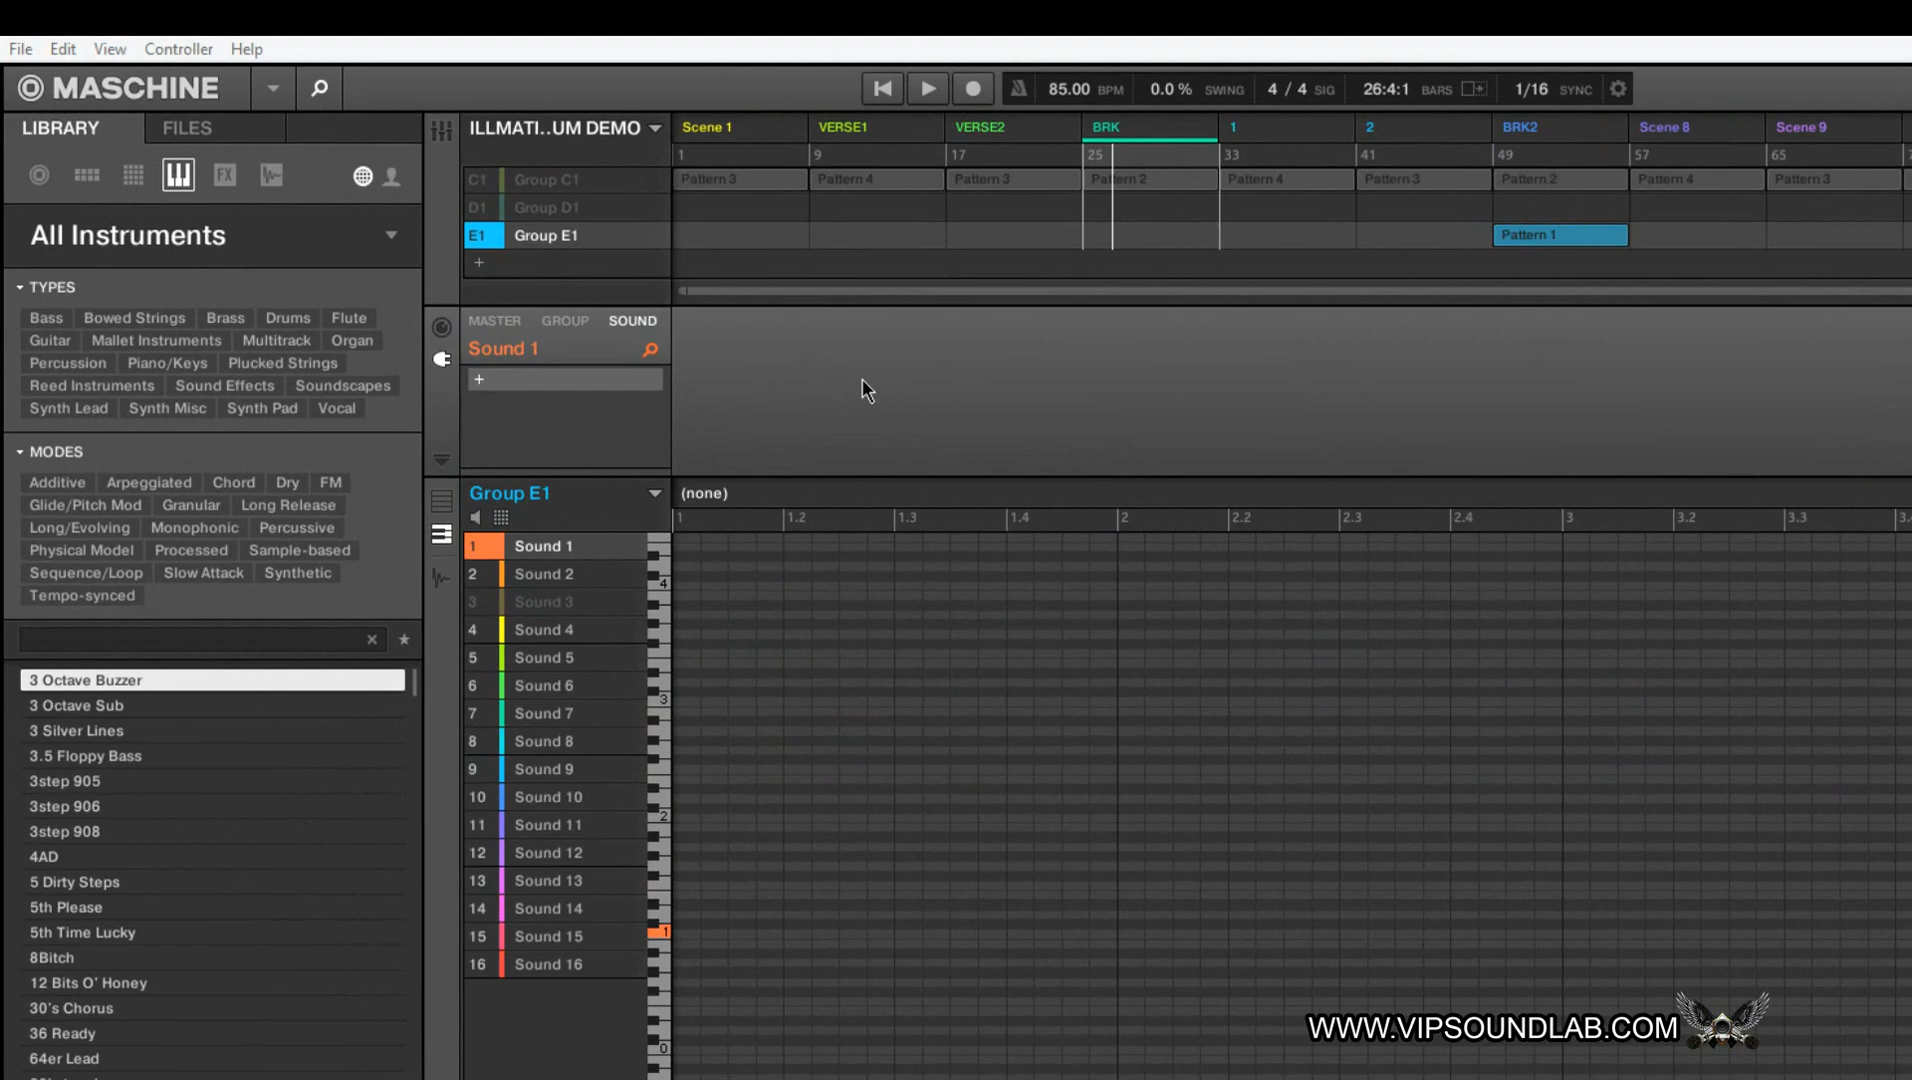 File Edit View Controller Help
MASCHINE
85.00 BPM 0.0 % SWING 4 / 4 SIG 26:4:1 BARS 1/16 SYNC
LIBRARY FILES
ILLMATI..UM DEMO
Scene 1 VERSE1 VERSE2 BRK 1 2 BRK2 Scene 8 Scene 9
1 9 17 25 33 41 49 57 65
FX
C1 Group C1 Pattern 3 Pattern 4 Pattern 3 Pattern 2 Pattern 4 Pattern 3 Pattern 2 Pattern 4 Pattern 3
D1 Group D1
E1 Group E1 Pattern 1
+
All Instruments
TYPES
Bass Bowed Strings Brass Drums Flute
Guitar Mallet Instruments Multitrack Organ
Percussion Piano/Keys Plucked Strings
Reed Instruments Sound Effects Soundscapes
Synth Lead Synth Misc Synth Pad Vocal
MODES
Additive Arpeggiated Chord Dry FM
Glide/Pitch Mod Granular Long Release
Long/Evolving Monophonic Percussive
Physical Model Processed Sample-based
Sequence/Loop Slow Attack Synthetic
Tempo-synced
3 Octave Buzzer
3 Octave Sub
3 Silver Lines
3.5 Floppy Bass
3step 905
3step 906
3step 908
4AD
5 Dirty Steps
5th Please
5th Time Lucky
8Bitch
12 Bits O' Honey
30's Chorus
36 Ready
64er Lead
MASTER GROUP SOUND
Sound 1
+
Group E1 (none)
1 1.2 1.3 1.4 2 2.2 2.3 2.4 3 3.2 3.3 3.4
1 Sound 1
2 Sound 2
3 Sound 3
4 Sound 4
5 Sound 5
6 Sound 6
7 Sound 7
8 Sound 8
9 Sound 9
10 Sound 10
11 Sound 11
12 Sound 12
13 Sound 13
14 Sound 14
15 Sound 15
16 Sound 16
4
3
2
1
0
WWW.VIPSOUNDLAB.COM